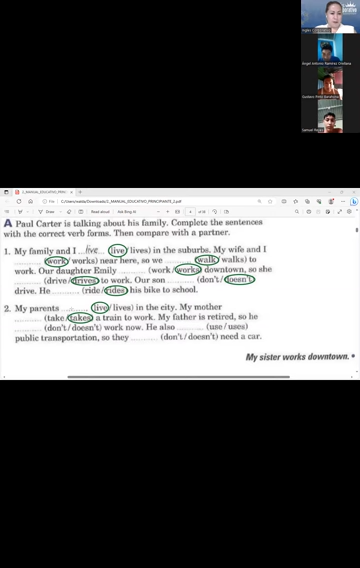 A Paul Carter is talking about his family. Complete the sentences
with the correct verb forms. Then compare with a partner.
1. My family and I ...live... (live/lives) in the suburbs. My wife and I
............ (work/works) near here, so we ............ (walk/walks) to
work. Our daughter Emily ............ (work/works) downtown, so she
............ (drive/drives) to work. Our son ............ (don't/doesn't)
drive. He ............ (ride/rides) his bike to school.
2. My parents ............ (live/lives) in the city. My mother
............ (take/takes) a train to work. My father is retired, so he
............ (don't/doesn't) work now. He also ............ (use/uses)
public transportation, so they ............ (don't/doesn't) need a car.
My sister works downtown.
Draw
Read aloud